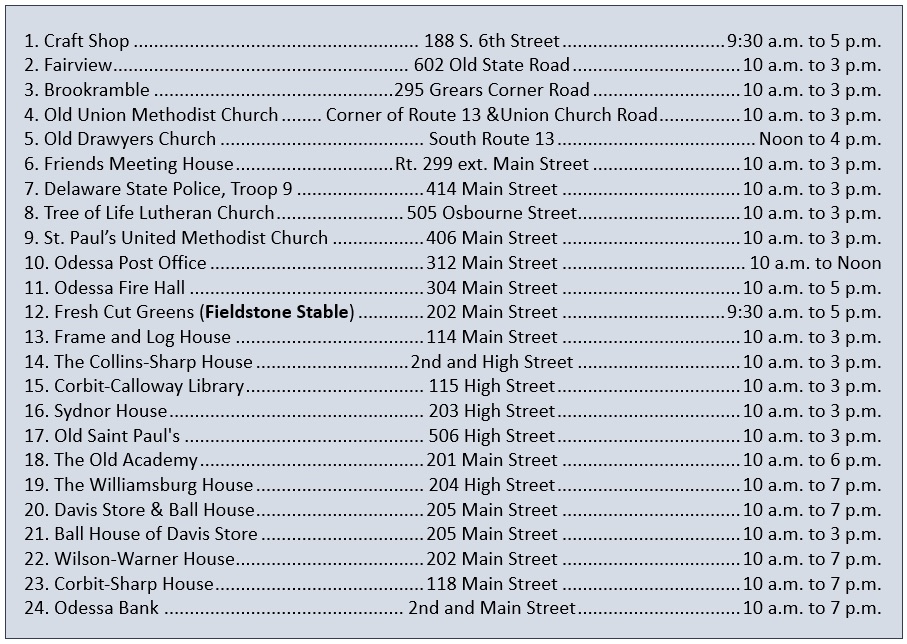 1. Craft Shop ........................................................ 188 S. 6th Street................................9:30 a.m. to 5 p.m.
2. Fairview.......................................................... 602 Old State Road.................................10 a.m. to 3 p.m.
3. Brookramble ...............................................295 Grears Corner Road.............................10 a.m. to 3 p.m.
4. Old Union Methodist Church ........ Corner of Route 13 &Union Church Road................10 a.m. to 3 p.m.
5. Old Drawyers Church ........................................ South Route 13....................................... Noon to 4 p.m.
6. Friends Meeting House...............................Rt. 299 ext. Main Street ..............................10 a.m. to 3 p.m.
7. Delaware State Police, Troop 9 .........................414 Main Street ...................................10 a.m. to 3 p.m.
8. Tree of Life Lutheran Church......................... 505 Osbourne Street................................10 a.m. to 3 p.m.
9. St. Paul’s United Methodist Church ..................406 Main Street ...................................10 a.m. to 3 p.m.
10. Odessa Post Office ..........................................312 Main Street .................................... 10 a.m. to Noon
11. Odessa Fire Hall ..............................................304 Main Street ...................................10 a.m. to 5 p.m.
12. Fresh Cut Greens (Fieldstone Stable) .............202 Main Street ................................9:30 a.m. to 5 p.m.
13. Frame and Log House ......................................114 Main Street ...................................10 a.m. to 3 p.m.
14. The Collins-Sharp House ..............................2nd and High Street ................................10 a.m. to 3 p.m.
15. Corbit-Calloway Library................................... 115 High Street....................................10 a.m. to 3 p.m.
16. Sydnor House.................................................. 203 High Street....................................10 a.m. to 3 p.m.
17. Old Saint Paul's ............................................... 506 High Street....................................10 a.m. to 3 p.m.
18. The Old Academy............................................201 Main Street ...................................10 a.m. to 6 p.m.
19. The Williamsburg House................................. 204 High Street....................................10 a.m. to 7 p.m.
20. Davis Store & Ball House.................................205 Main Street ...................................10 a.m. to 7 p.m.
21. Ball House of Davis Store ................................205 Main Street ...................................10 a.m. to 3 p.m.
22. Wilson-Warner House.....................................202 Main Street ...................................10 a.m. to 7 p.m.
23. Corbit-Sharp House.........................................118 Main Street ...................................10 a.m. to 7 p.m.
24. Odessa Bank ............................................... 2nd and Main Street................................10 a.m. to 7 p.m.